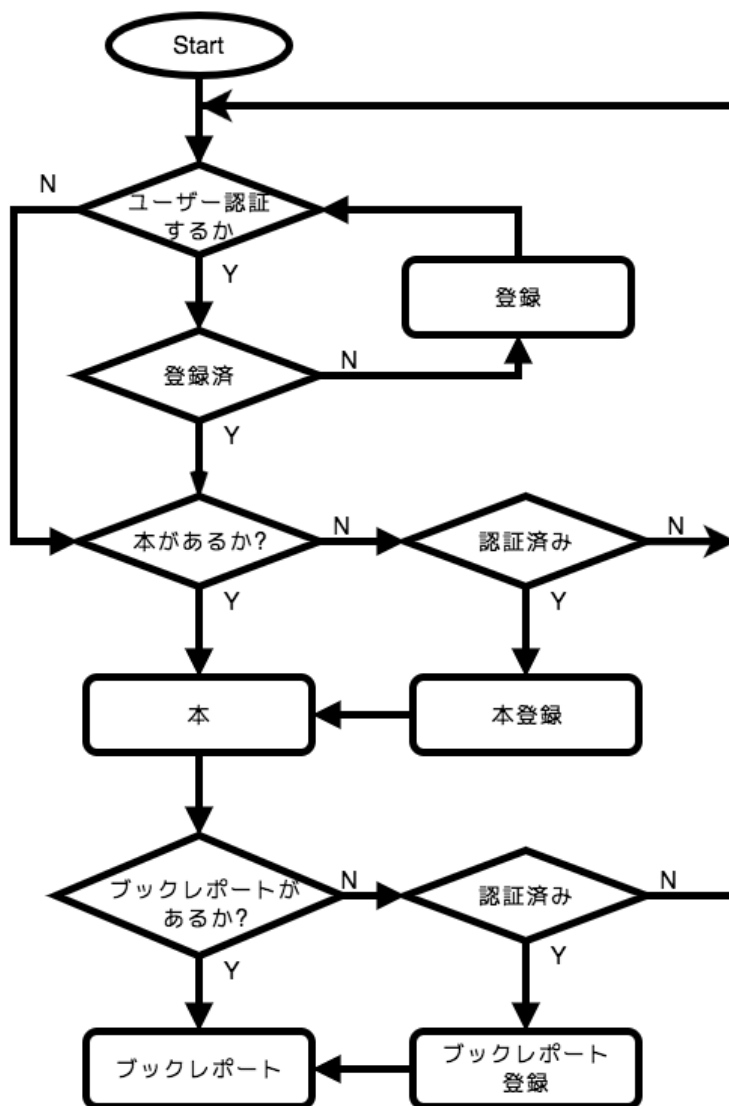 Start
N
ユーザー認証
するか
Y
登録
登録済
N
Y
本があるか?
N
認証済み
N
Y
Y
本
本登録
ブックレポートが
あるか?
N
認証済み
N
Y
Y
ブックレポート
ブックレポート
登録